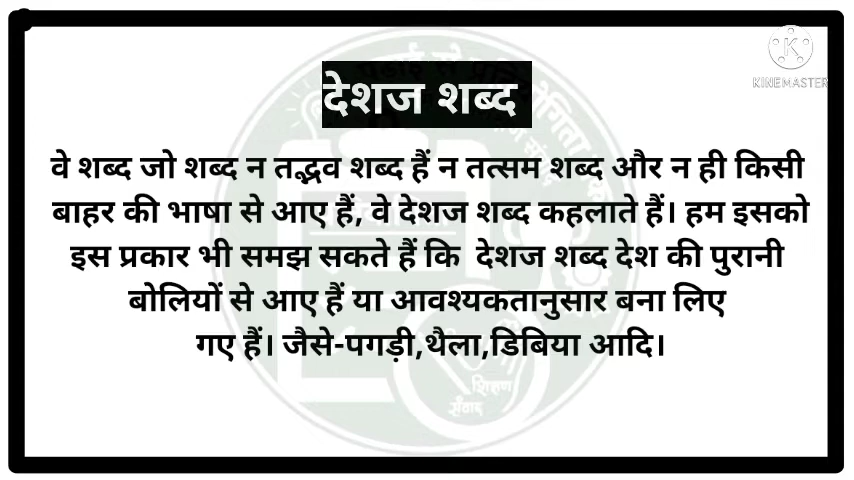 KINEMASTER
देशज शब्द
वे शब्द जो शब्द न तद्भव शब्द हैं न तत्सम शब्द और न ही किसी
बाहर की भाषा से आए हैं, वे देशज शब्द कहलाते हैं। हम इसको
इस प्रकार भी समझ सकते हैं कि देशज शब्द देश की पुरानी
बोलियों से आए हैं या आवश्यकतानुसार बना लिए
गए हैं। जैसे-पगड़ी,थैला,डिबिया आदि।
शिक्षण
संवाद